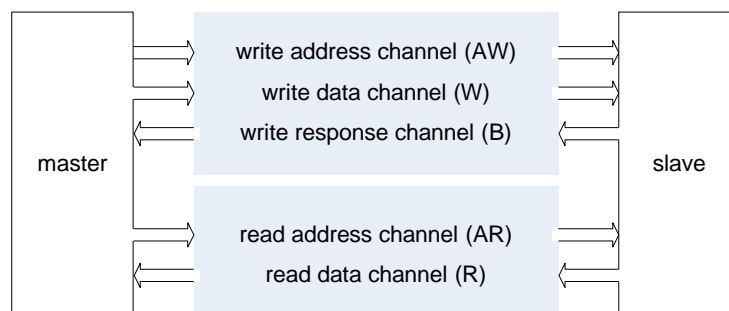 write address channel (AW)
write data channel (W)
write response channel (B)
master
slave
read address channel (AR)
read data channel (R)